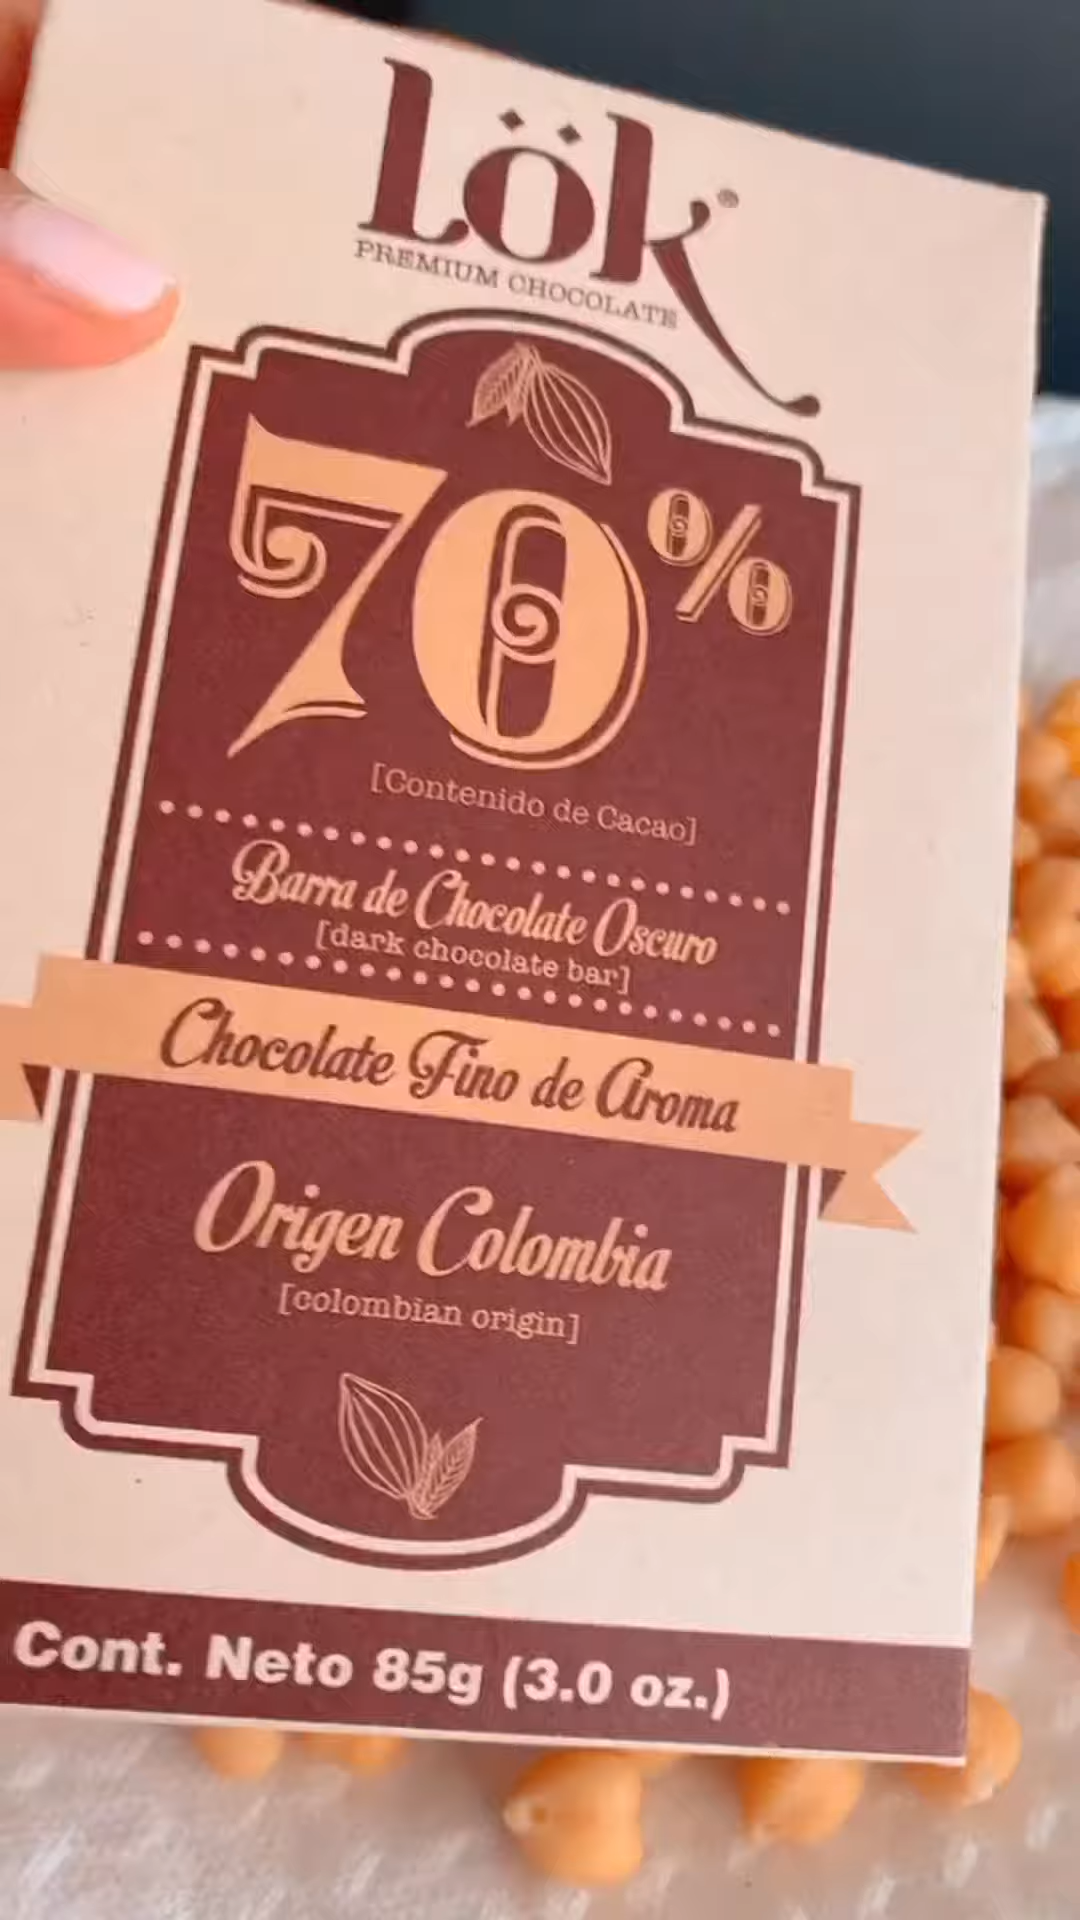 lök®
PREMIUM CHOCOLATE
70%
[Contenido de Cacao]
Barra de Chocolate Oscuro
[dark chocolate bar]
Chocolate Fino de Aroma
Origen Colombia
[colombian origin]
Cont. Neto 85g (3.0 oz.)